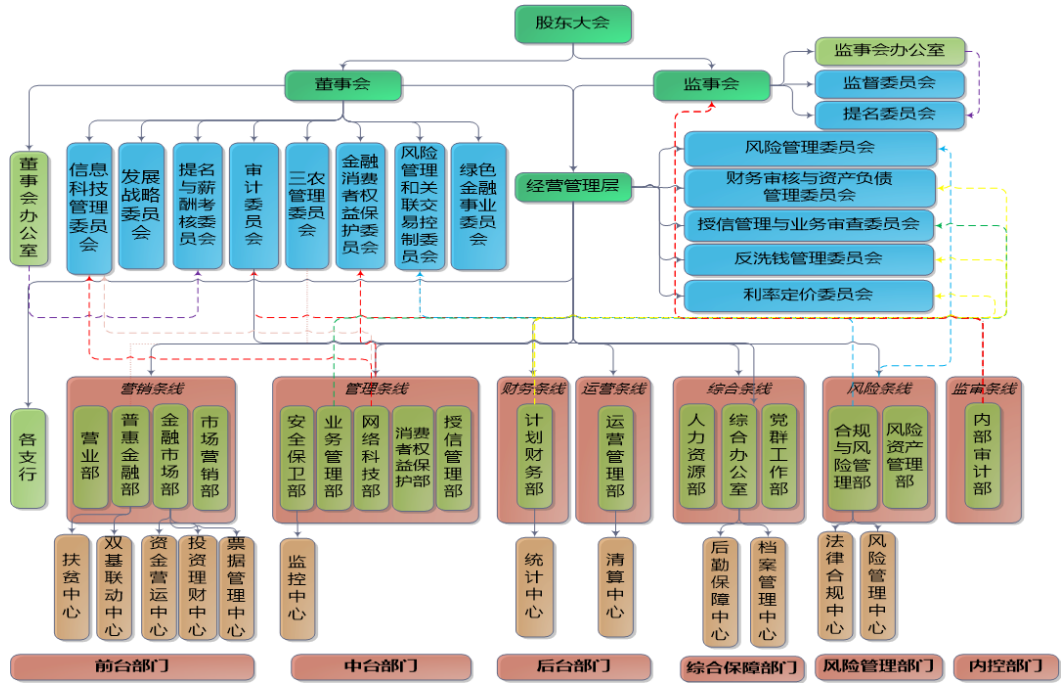 股东大会
董事会
监事会
监事会办公室
监督委员会
提名委员会
董事会办公室
信息
科技
管理
委员
会
发展
战略
委员
会
提名
与薪
酬考
核委
员会
审
计
委
员
会
三农
管理
委员
会
金融
消费
者权
益保
护委
员会
风险
管理
和关
联交
易控
制委
员会
绿色
金融
事业
委员
会
经营管理层
风险管理委员会
财务审核与资产负债
管理委员会
授信管理与业务审查委员会
反洗钱管理委员会
利率定价委员会
各支行
营销条线
营业部
普惠金融部
金融市场部
市场营销部
管理条线
安全保卫部
业务管理部
网络科技部
消费
者权
益保
护部
授信管理部
财务条线
计划财务部
运营条线
运营管理部
综合条线
人力资源部
综合办公室
党群工作部
风险条线
合规
与风
险管
理部
风险
资产
管理
部
监审条线
内部审计部
扶贫中心
双基联动中心
资金营运中心
投资理财中心
票据管理中心
监控中心
统计中心
清算中心
后勤保障中心
档案管理中心
法律合规中心
风险管理中心
前台部门
中台部门
后台部门
综合保障部门
风险管理部门
内控部门